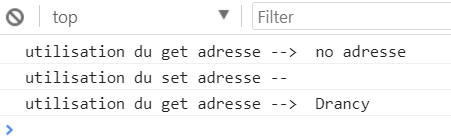 top Filter
utilisation du get adresse --> no adresse
utilisation du set adresse --
utilisation du get adresse --> Drancy
>